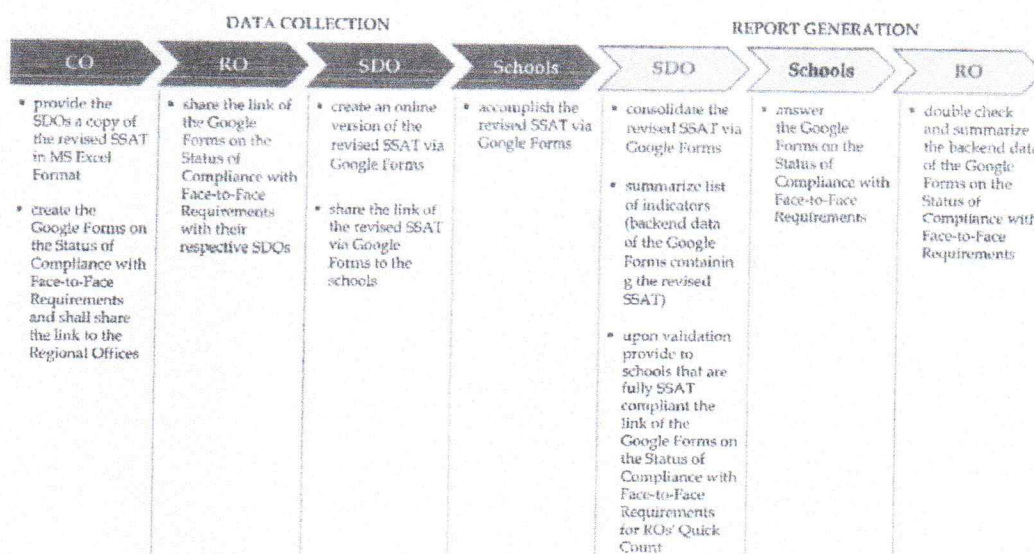 DATA COLLECTION
REPORT GENERATION
CO
RO
SDO
Schools
SDO
Schools
RO
▪ provide the
SDOs a copy of
the revised SSAT
in MS Excel
Format
▪ create the
Google Forms on
the Status of
Compliance with
Face-to-Face
Requirements
and shall share
the link to the
Regional Offices
▪ share the link of
the Google
Forms on the
Status of
Compliance with
Face-to-Face
Requirements
with their
respective SDOs
▪ create an online
version of the
revised SSAT via
Google Forms
▪ share the link of
the revised SSAT
via Google
Forms to the
schools
▪ accomplish the
revised SSAT via
Google Forms
▪ consolidate the
revised SSAT via
Google Forms
▪ summarize list
of indicators
(backend data
of the Google
Forms containin
g the revised
SSAT)
▪ upon validation
provide to
schools that are
fully SSAT
compliant the
link of the
Google Forms on
the Status of
Compliance with
Face-to-Face
Requirements
for ROs' Quick
Count
▪ answer
the Google
Forms on the
Status of
Compliance with
Face-to-Face
Requirements
▪ double check
and summarize
the backend data
of the Google
Forms on the
Status of
Compliance with
Face-to-Face
Requirements